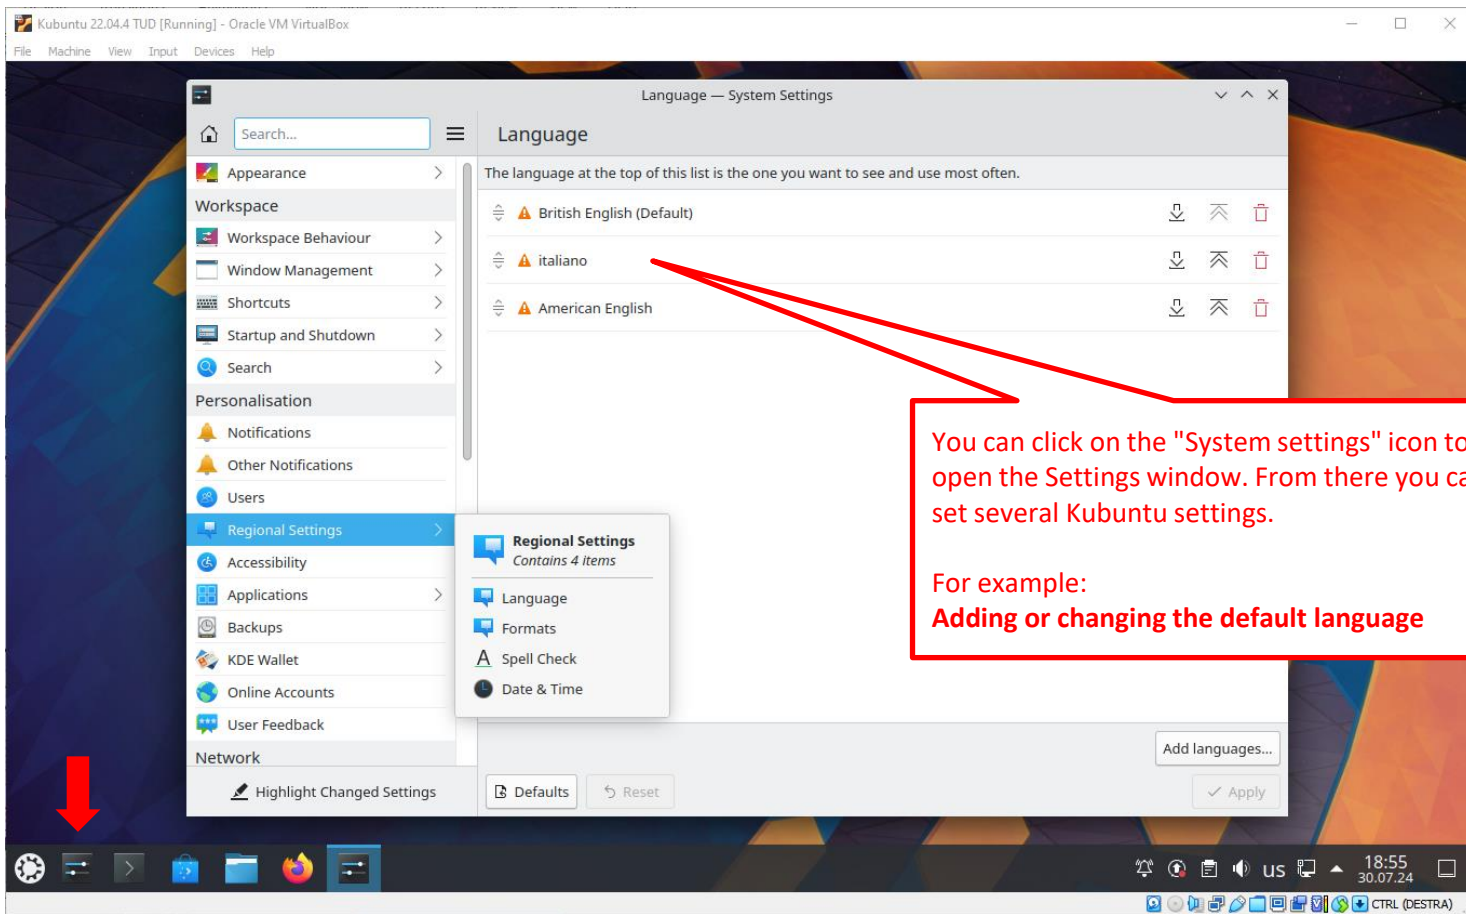 Kubuntu 22.04.4 TUD [Running] - Oracle VM VirtualBox
File Machine View Input Devices Help
Language — System Settings
Search...
Language
Appearance
Workspace
Workspace Behaviour
Window Management
Shortcuts
Startup and Shutdown
Search
Personalisation
Notifications
Other Notifications
Users
Regional Settings
Accessibility
Applications
Backups
KDE Wallet
Online Accounts
User Feedback
Network
Highlight Changed Settings
The language at the top of this list is the one you want to see and use most often.
British English (Default)
italiano
American English
Regional Settings
Contains 4 items
Language
Formats
Spell Check
Date & Time
You can click on the "System settings" icon to
open the Settings window. From there you ca
set several Kubuntu settings.
For example:
Adding or changing the default language
Add languages...
Defaults
Reset
Apply
us
18:55
30.07.24
CTRL (DESTRA)